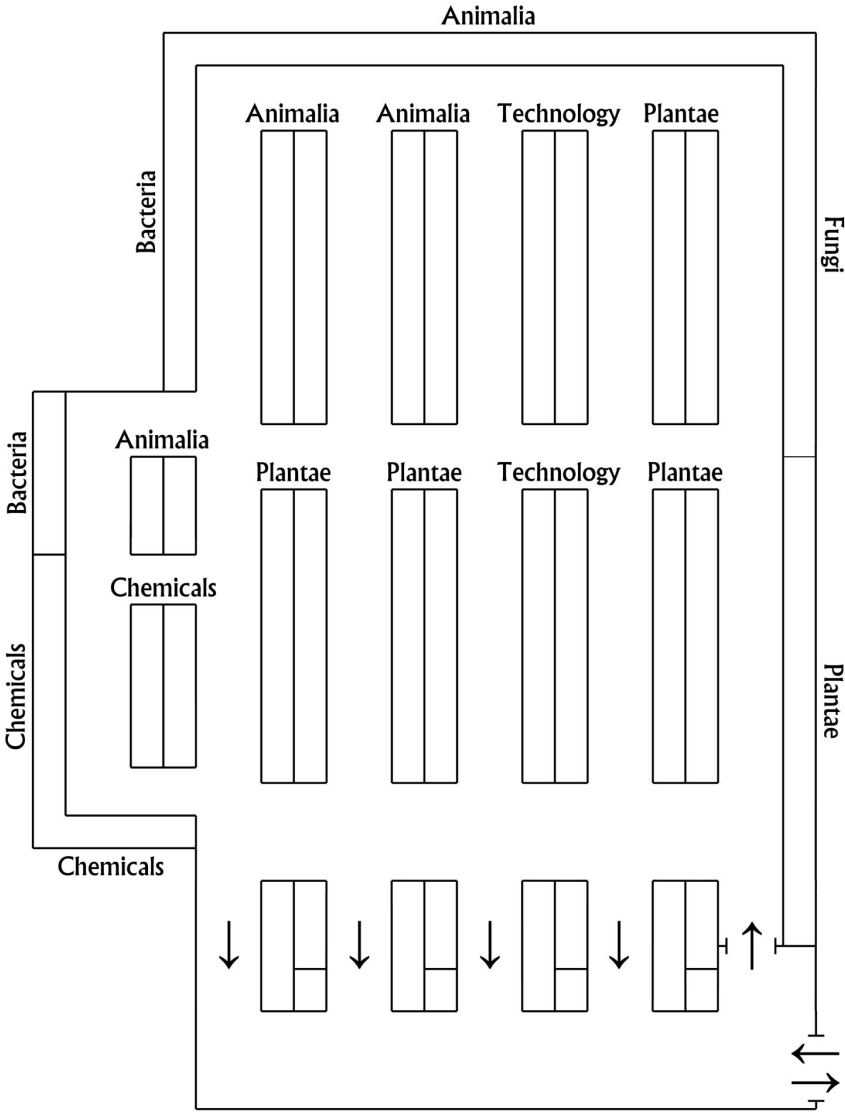 Animalia
Animalia
Animalia
Technology
Plantae
Bacteria
Fungi
Bacteria
Animalia
Plantae
Plantae
Technology
Plantae
Chemicals
Chemicals
Plantae
Chemicals